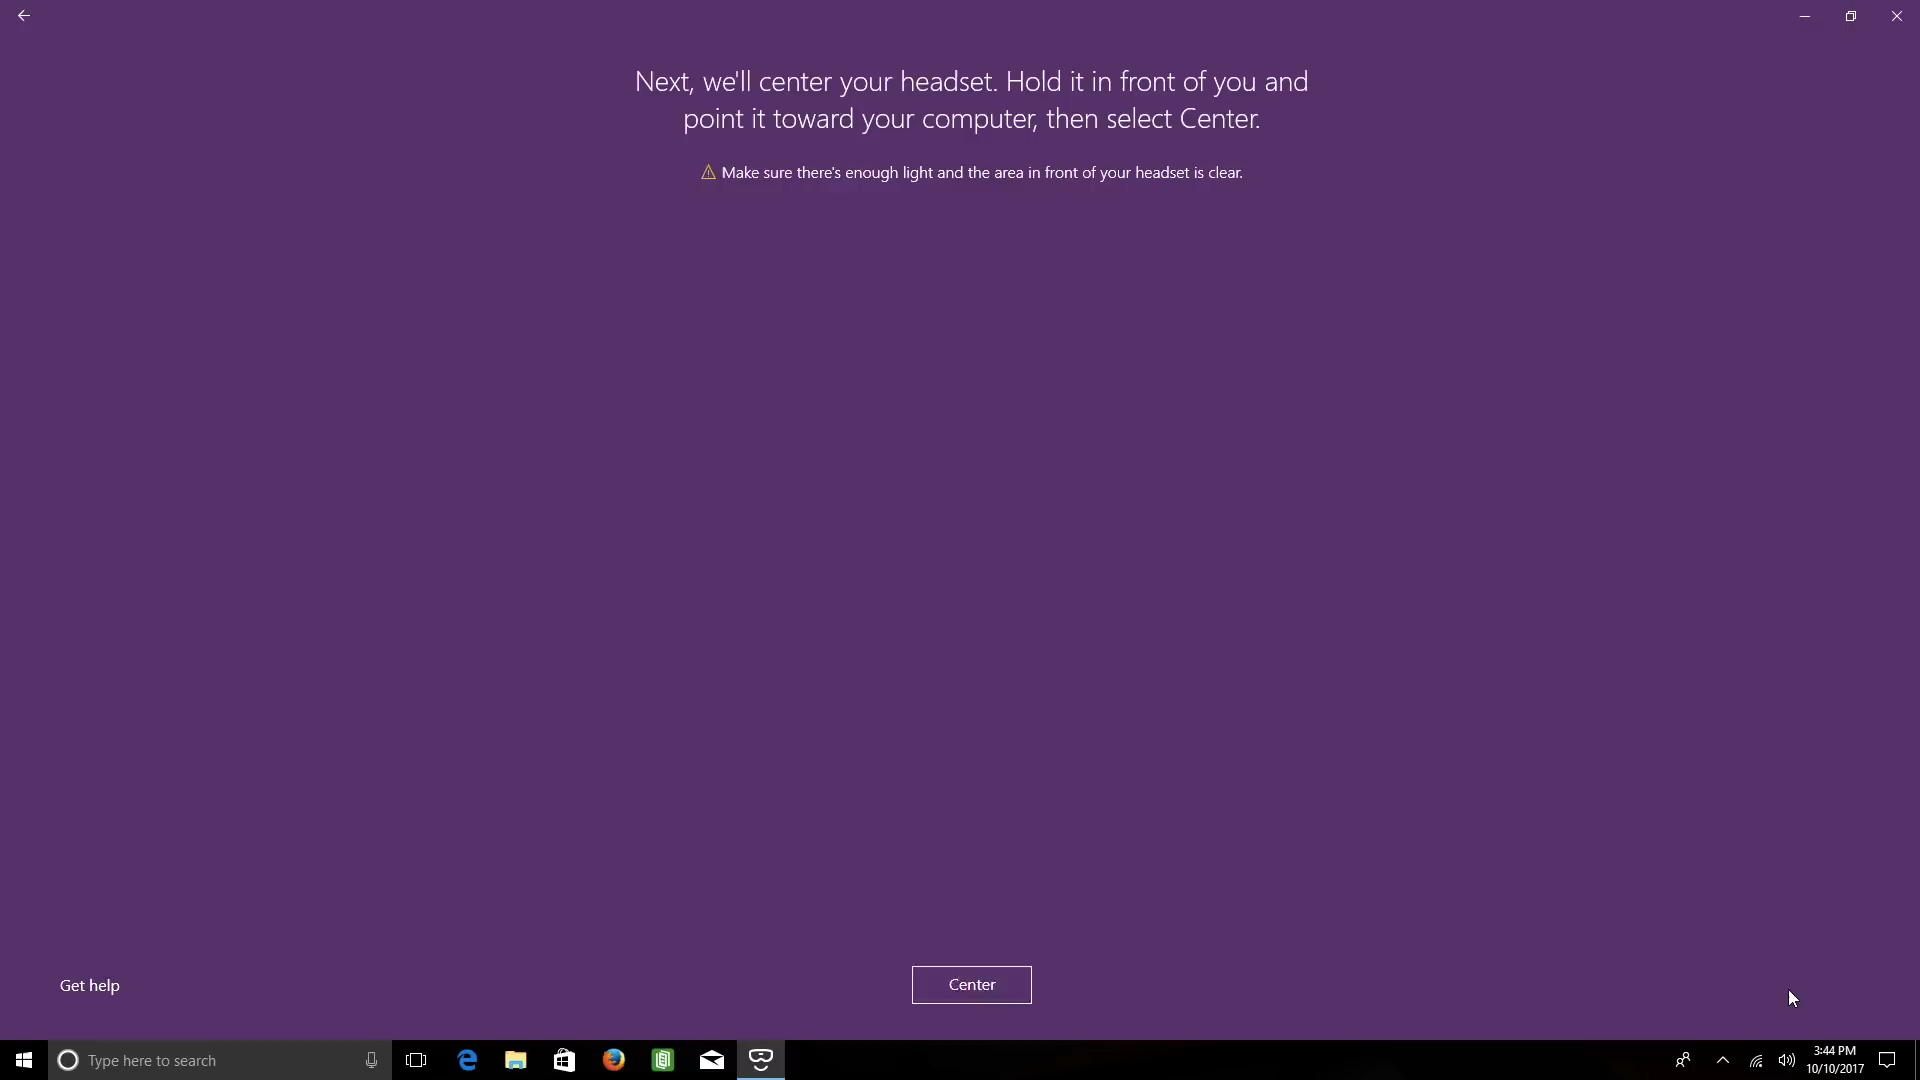 Next, we'll center your headset. Hold it in front of you and
point it toward your computer, then select Center.
Make sure there's enough light and the area in front of your headset is clear.
Get help
Center
Type here to search
3:44 PM
10/10/2017